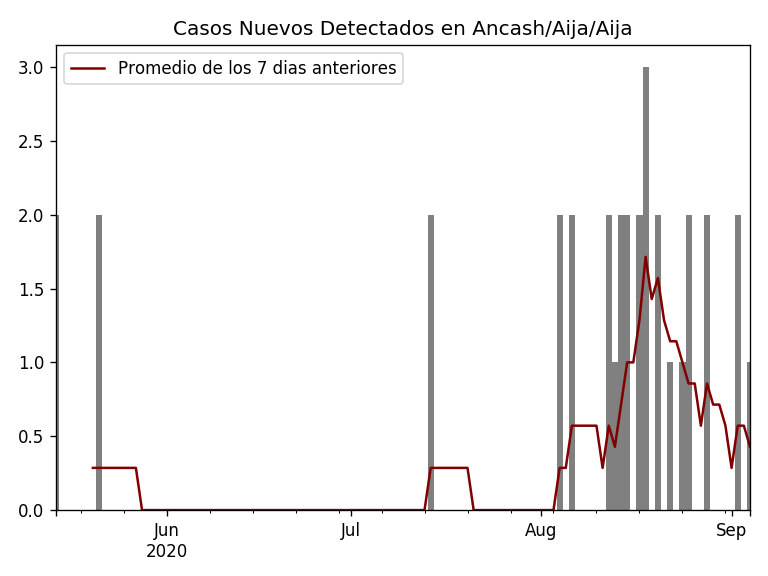 Casos Nuevos Detectados en Ancash/Aija/Aija
Promedio de los 7 dias anteriores
3.0
2.5
2.0
1.5
1.0
0.5
0.0
Jun Jul Aug Sep
2020